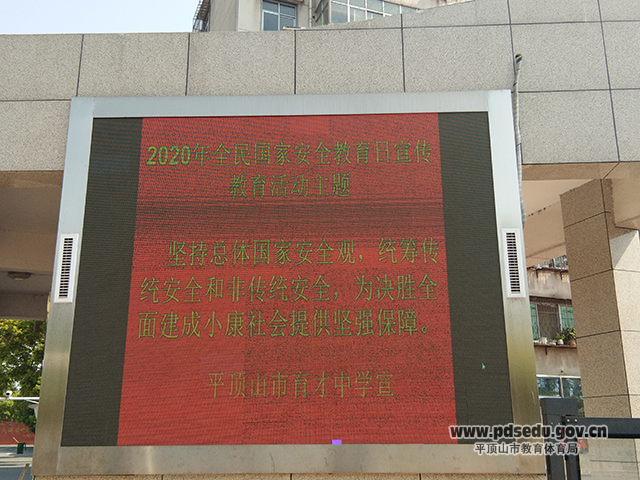 2020年全民国家安全教育日宣传
教育活动主题
坚持总体国家安全观，统筹传
统安全和非传统安全，为决胜全
面建成小康社会提供坚强保障。
平顶山市育才中学宣
www.pdsedu.gov.cn
平顶山市教育体育局